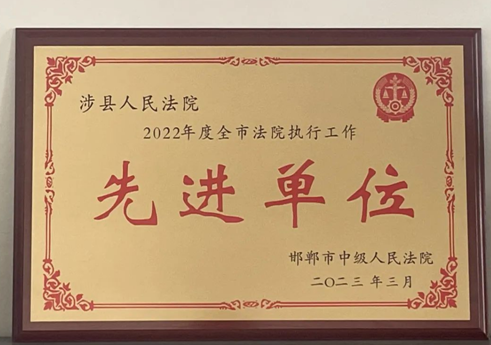 涉县人民法院
2022年度全市法院执行工作
先进单位
邯郸市中级人民法院
二〇二三年三月